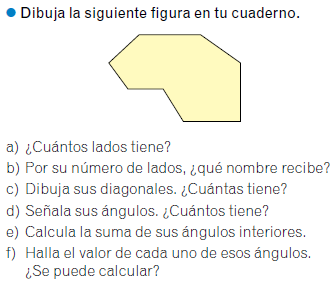 ● Dibuja la siguiente figura en tu cuaderno.
a) ¿Cuántos lados tiene?
b) Por su número de lados, ¿qué nombre recibe?
c) Dibuja sus diagonales. ¿Cuántas tiene?
d) Señala sus ángulos. ¿Cuántos tiene?
e) Calcula la suma de sus ángulos interiores.
f) Halla el valor de cada uno de esos ángulos.
¿Se puede calcular?